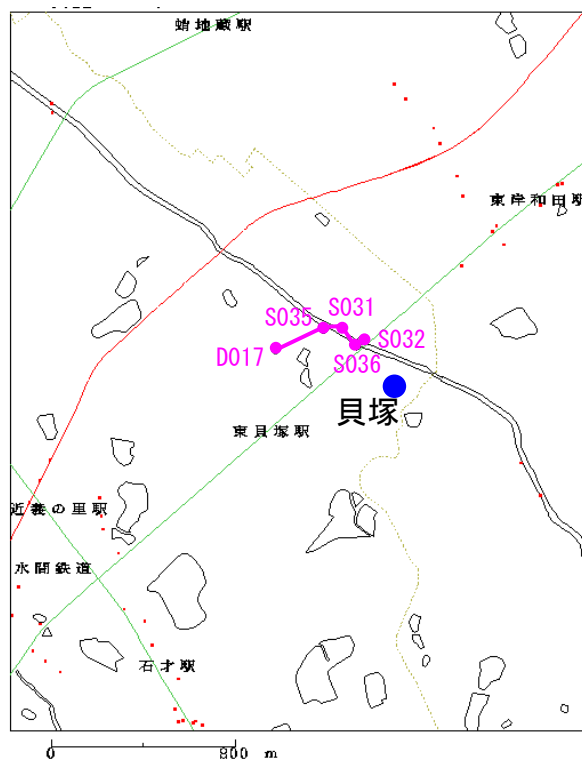 蛸地蔵駅
東岸和田駅
S035
S031
S032
D017
S036
貝塚
東貝塚駅
近義の里駅
水間鉄道
石才駅
0
800 m